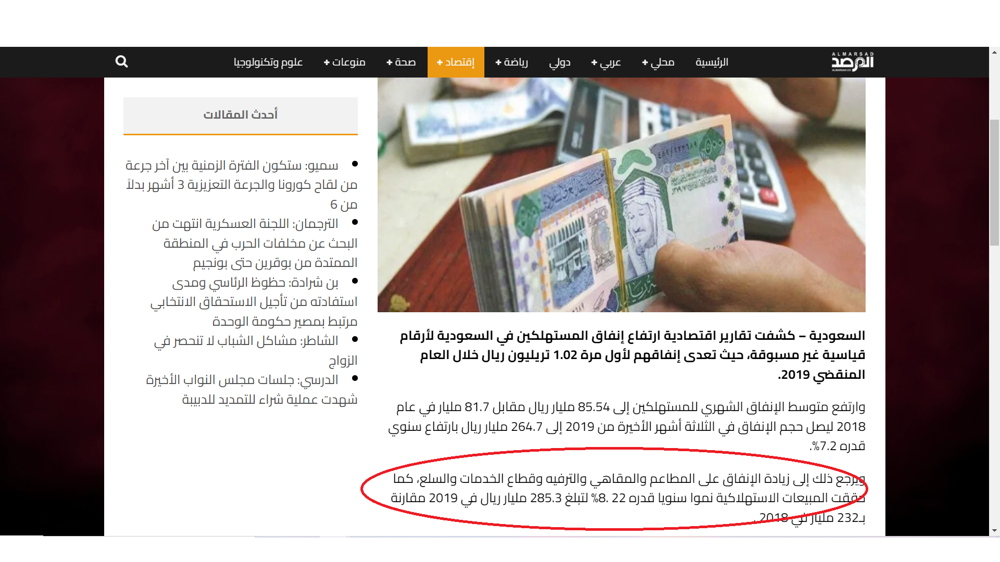 ALMARSAD
المرصد
ALMARSAD.CO
الرئيسية
محلي +
عربي +
دولي
رياضة +
إقتصاد +
صحة +
منوعات +
علوم وتكنولوجيا
السعودية – كشفت تقارير اقتصادية ارتفاع إنفاق المستهلكين في السعودية لأرقام
قياسية غير مسبوقة، حيث تعدى إنفاقهم لأول مرة 1.02 تريليون ريال خلال العام
المنقضي 2019.
وارتفع متوسط الإنفاق الشهري للمستهلكين إلى 85.54 مليار ريال مقابل 81.7 مليار في عام
2018 ليصل حجم الإنفاق في الثلاثة أشهر الأخيرة من 2019 إلى 264.7 مليار ريال بارتفاع سنوي
قدره 7.2%.
ويرجع ذلك إلى زيادة الإنفاق على المطاعم والمقاهي والترفيه وقطاع الخدمات والسلع، كما
حققت المبيعات الاستهلاكية نموا سنويا قدره 22 .8% لتبلغ 285.3 مليار ريال في 2019 مقارنة
بـ232 مليار في 2018 .
أحدث المقالات
• سميو: ستكون الفترة الزمنية بين آخر جرعة
من لقاح كورونا والجرعة التعزيزية 3 أشهر بدلاً
من 6
• الترجمان: اللجنة العسكرية انتهت من
البحث عن مخلفات الحرب في المنطقة
الممتدة من بوقرين حتى بونجيم
• بن شرادة: حظوظ الرئاسي ومدى
استفادته من تأجيل الاستحقاق الانتخابي
مرتبط بمصير حكومة الوحدة
• الشاطر: مشاكل الشباب لا تنحصر في
الزواج
• الدرسي: جلسات مجلس النواب الأخيرة
شهدت عملية شراء للتمديد للدبيبة